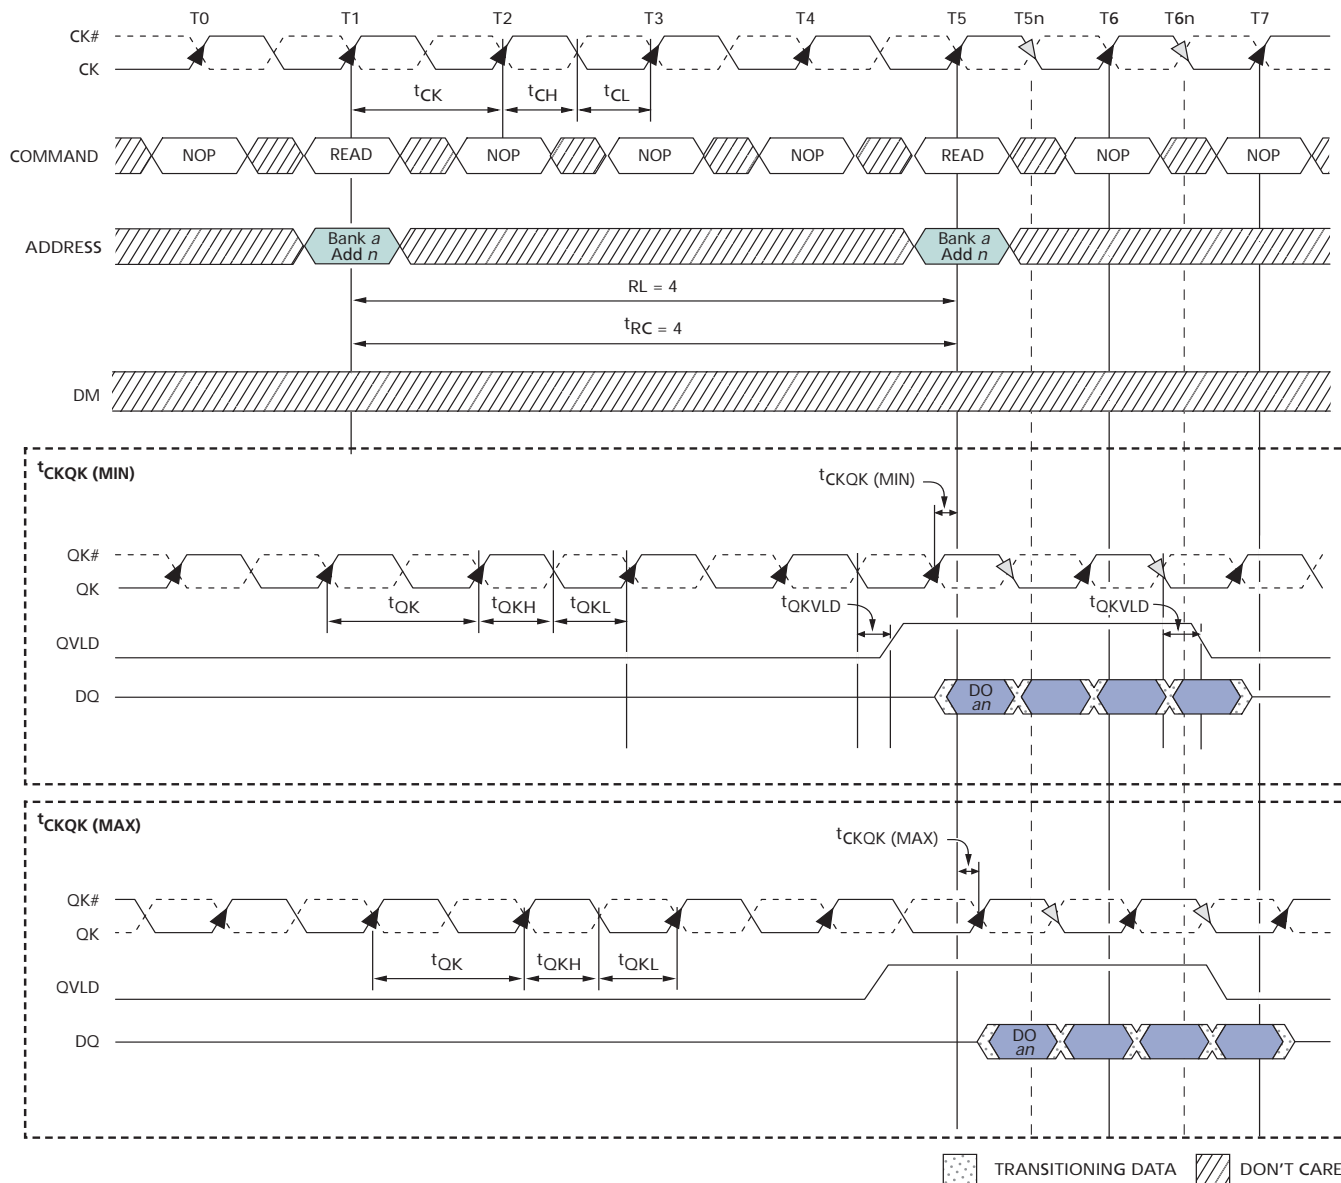 T0 T1 T2 T3 T4 T5 T5n T6 T6n T7
CK#
CK
tCK tCH tCL
COMMAND NOP READ NOP NOP NOP READ NOP NOP
ADDRESS Bank a Add n Bank a Add n
RL = 4
tRC = 4
DM
tCKQK (MIN)
tCKQK (MIN)
QK#
QK
tQK tQKH tQKL tQKVLD tQKVLD
QVLD
DQ DO an
tCKQK (MAX)
tCKQK (MAX)
QK#
QK
tQK tQKH tQKL
QVLD
DQ DO an
TRANSITIONING DATA DON'T CARE